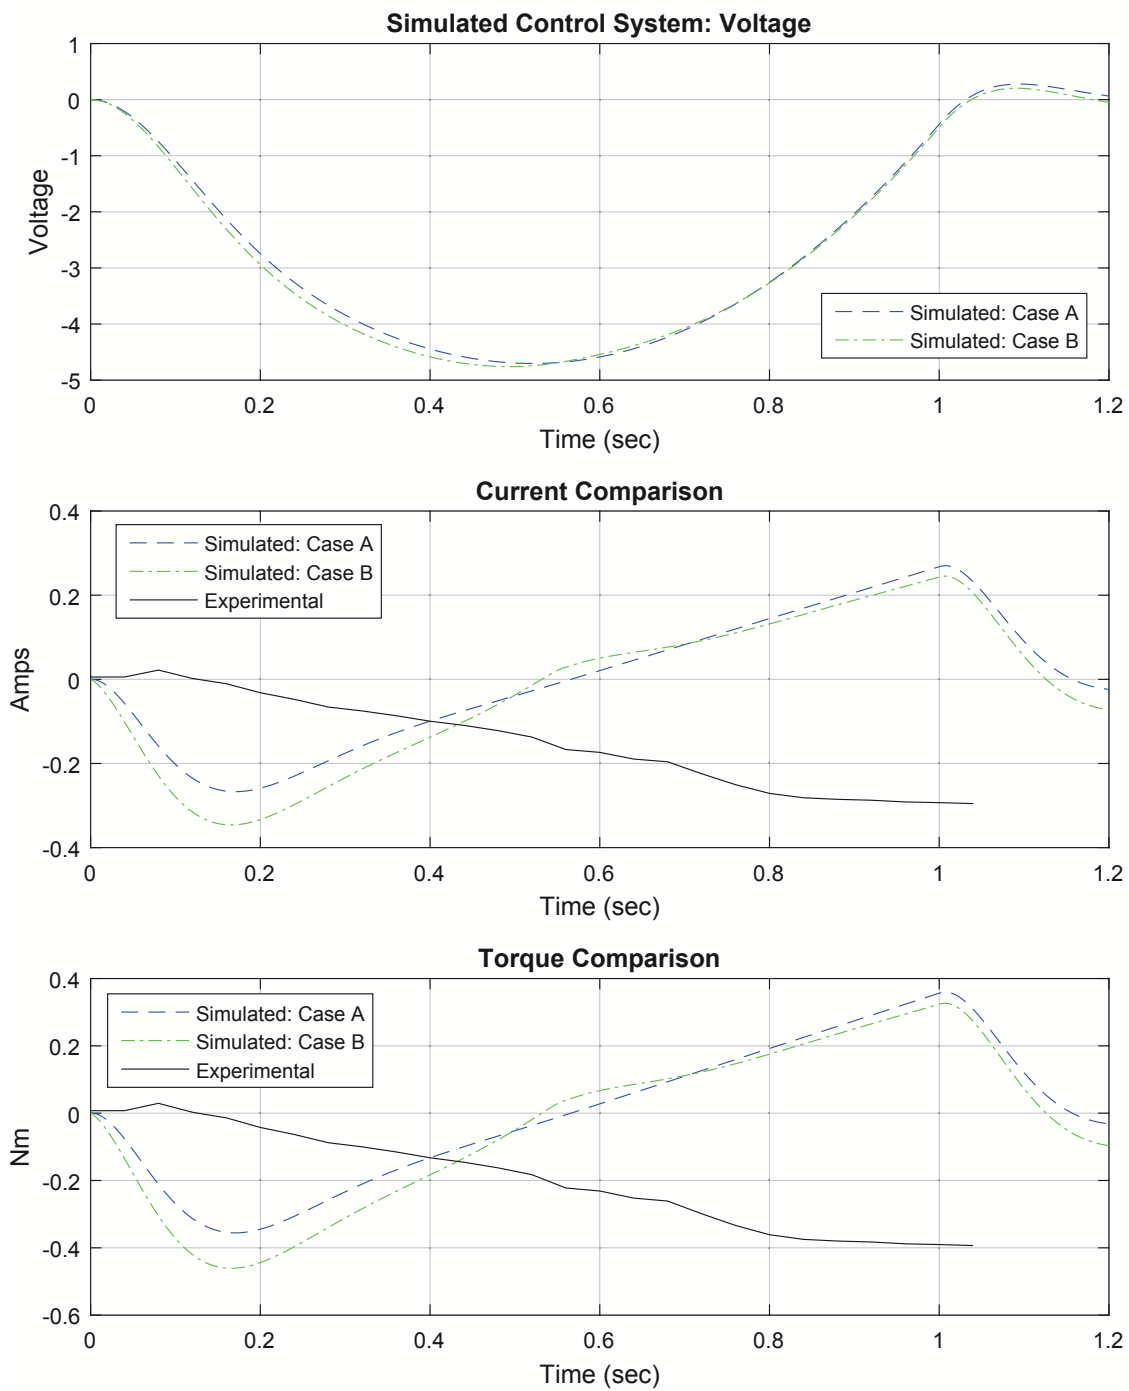 Simulated Control System: Voltage
1
0
-1
-2
-3
-4
-5
Voltage
Simulated: Case A
Simulated: Case B
0 0.2 0.4 0.6 0.8 1 1.2
Time (sec)
Current Comparison
0.4
0.2
0
-0.2
-0.4
Amps
Simulated: Case A
Simulated: Case B
Experimental
0 0.2 0.4 0.6 0.8 1 1.2
Time (sec)
Torque Comparison
0.4
0.2
0
-0.2
-0.4
-0.6
Nm
Simulated: Case A
Simulated: Case B
Experimental
0 0.2 0.4 0.6 0.8 1 1.2
Time (sec)